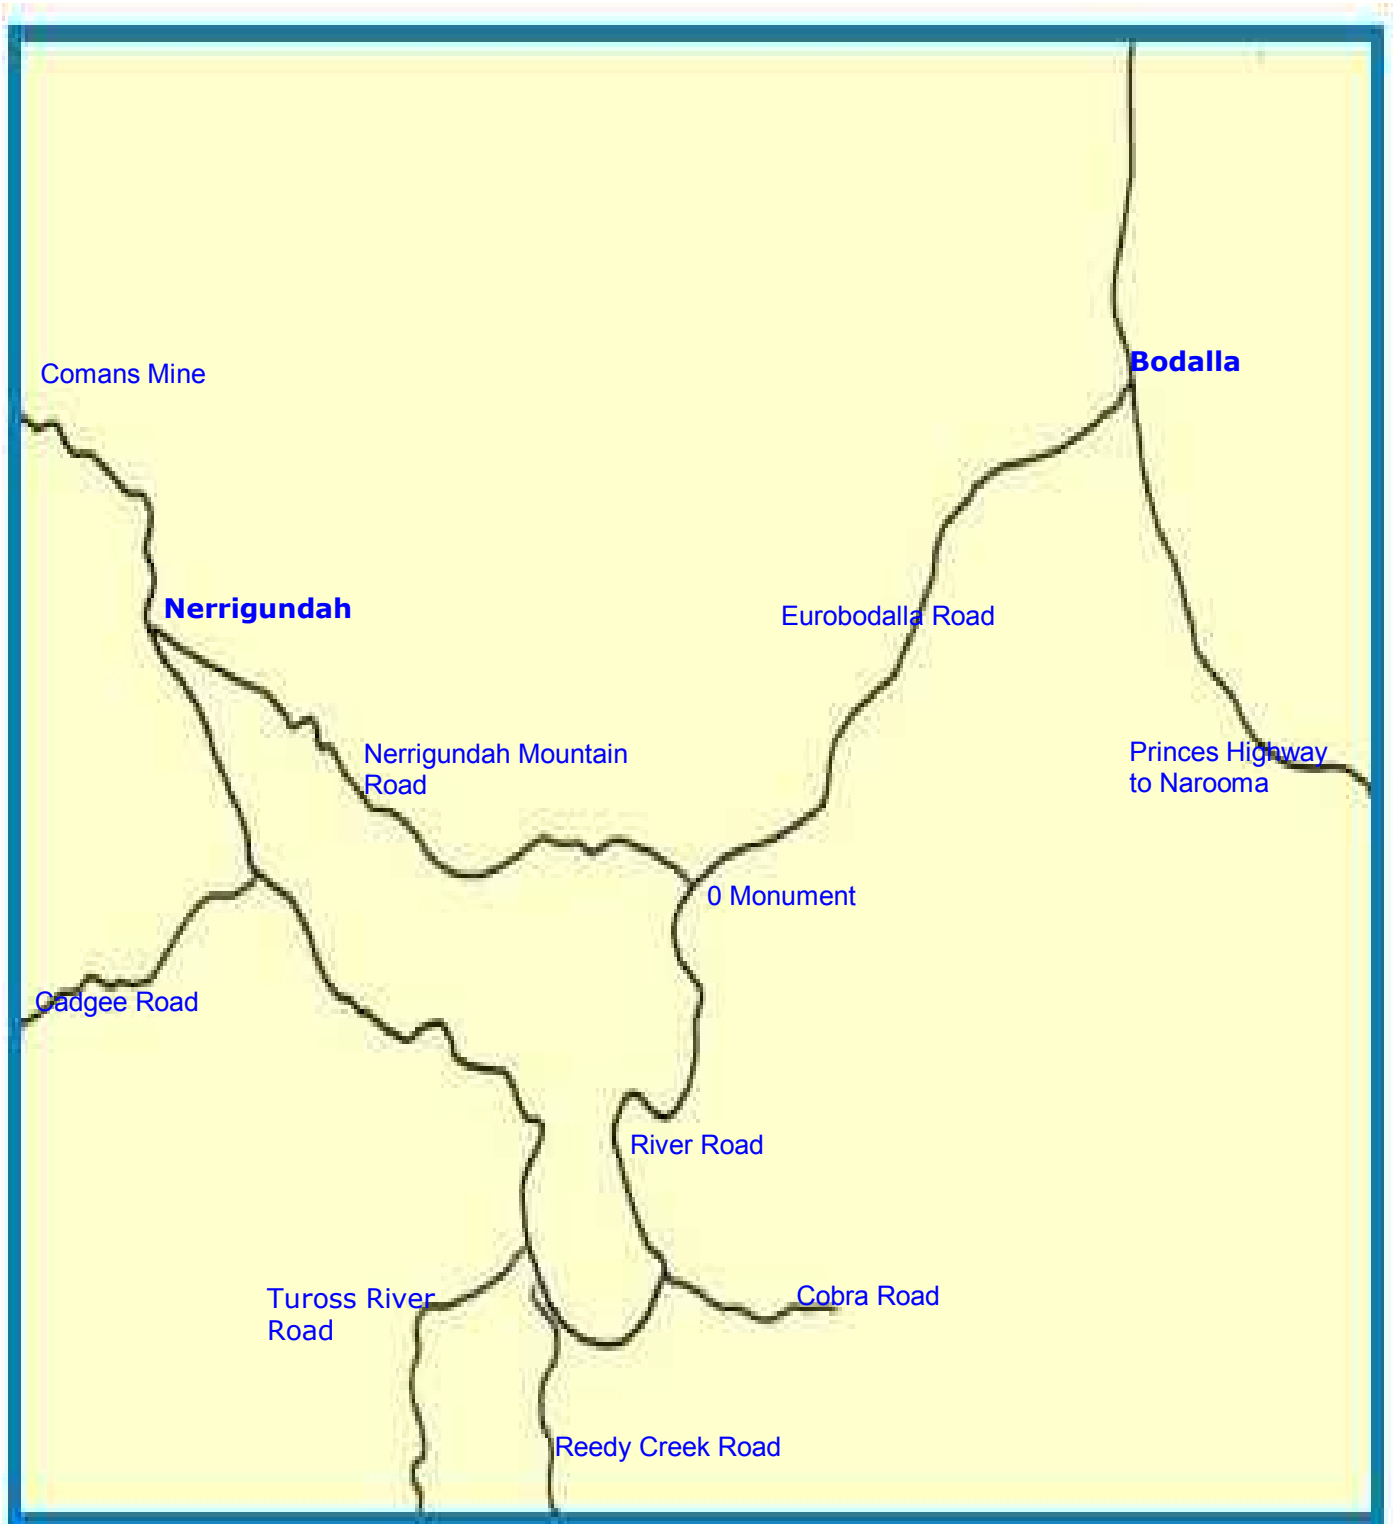 Bodalla
Comans Mine
Nerrigundah
Eurobodalla Road
Nerrigundah Mountain
Road
Princes Highway
to Narooma
0 Monument
Cadgee Road
River Road
Tuross River
Road
Cobra Road
Reedy Creek Road